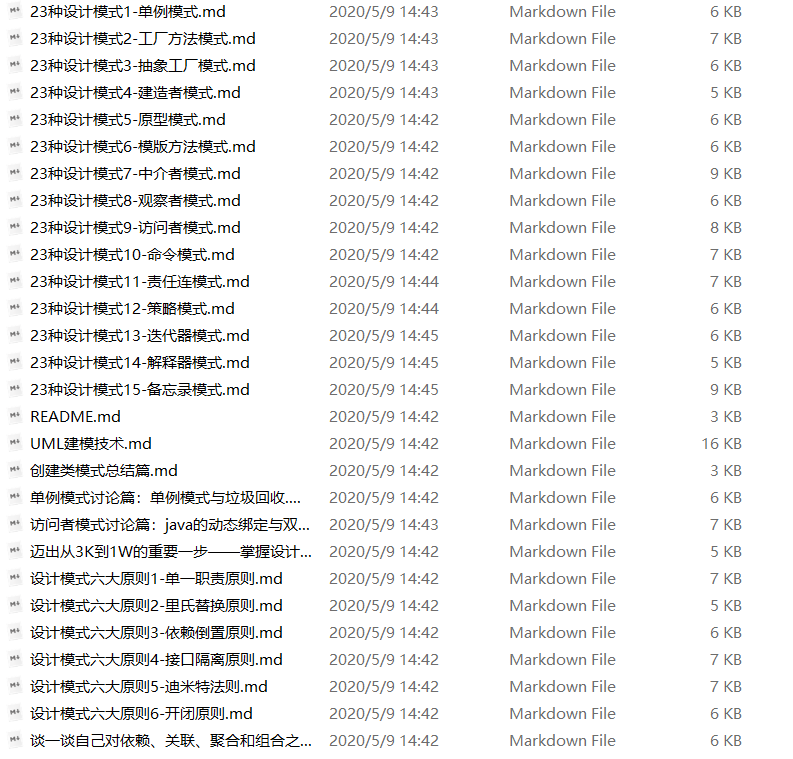 23种设计模式1-单例模式.md 2020/5/9 14:43 Markdown File 6 KB
23种设计模式2-工厂方法模式.md 2020/5/9 14:43 Markdown File 7 KB
23种设计模式3-抽象工厂模式.md 2020/5/9 14:43 Markdown File 6 KB
23种设计模式4-建造者模式.md 2020/5/9 14:43 Markdown File 5 KB
23种设计模式5-原型模式.md 2020/5/9 14:42 Markdown File 6 KB
23种设计模式6-模版方法模式.md 2020/5/9 14:42 Markdown File 6 KB
23种设计模式7-中介者模式.md 2020/5/9 14:42 Markdown File 9 KB
23种设计模式8-观察者模式.md 2020/5/9 14:42 Markdown File 6 KB
23种设计模式9-访问者模式.md 2020/5/9 14:42 Markdown File 8 KB
23种设计模式10-命令模式.md 2020/5/9 14:42 Markdown File 7 KB
23种设计模式11-责任连模式.md 2020/5/9 14:44 Markdown File 7 KB
23种设计模式12-策略模式.md 2020/5/9 14:44 Markdown File 6 KB
23种设计模式13-迭代器模式.md 2020/5/9 14:45 Markdown File 6 KB
23种设计模式14-解释器模式.md 2020/5/9 14:45 Markdown File 5 KB
23种设计模式15-备忘录模式.md 2020/5/9 14:45 Markdown File 9 KB
README.md 2020/5/9 14:42 Markdown File 3 KB
UML建模技术.md 2020/5/9 14:42 Markdown File 16 KB
创建类模式总结篇.md 2020/5/9 14:42 Markdown File 3 KB
单例模式讨论篇：单例模式与垃圾回收.... 2020/5/9 14:42 Markdown File 6 KB
访问者模式讨论篇：java的动态绑定与双... 2020/5/9 14:43 Markdown File 7 KB
迈出从3K到1W的重要一步——掌握设计... 2020/5/9 14:42 Markdown File 5 KB
设计模式六大原则1-单一职责原则.md 2020/5/9 14:42 Markdown File 7 KB
设计模式六大原则2-里氏替换原则.md 2020/5/9 14:42 Markdown File 5 KB
设计模式六大原则3-依赖倒置原则.md 2020/5/9 14:42 Markdown File 6 KB
设计模式六大原则4-接口隔离原则.md 2020/5/9 14:42 Markdown File 7 KB
设计模式六大原则5-迪米特法则.md 2020/5/9 14:42 Markdown File 7 KB
设计模式六大原则6-开闭原则.md 2020/5/9 14:42 Markdown File 6 KB
谈一谈自己对依赖、关联、聚合和组合之... 2020/5/9 14:42 Markdown File 6 KB